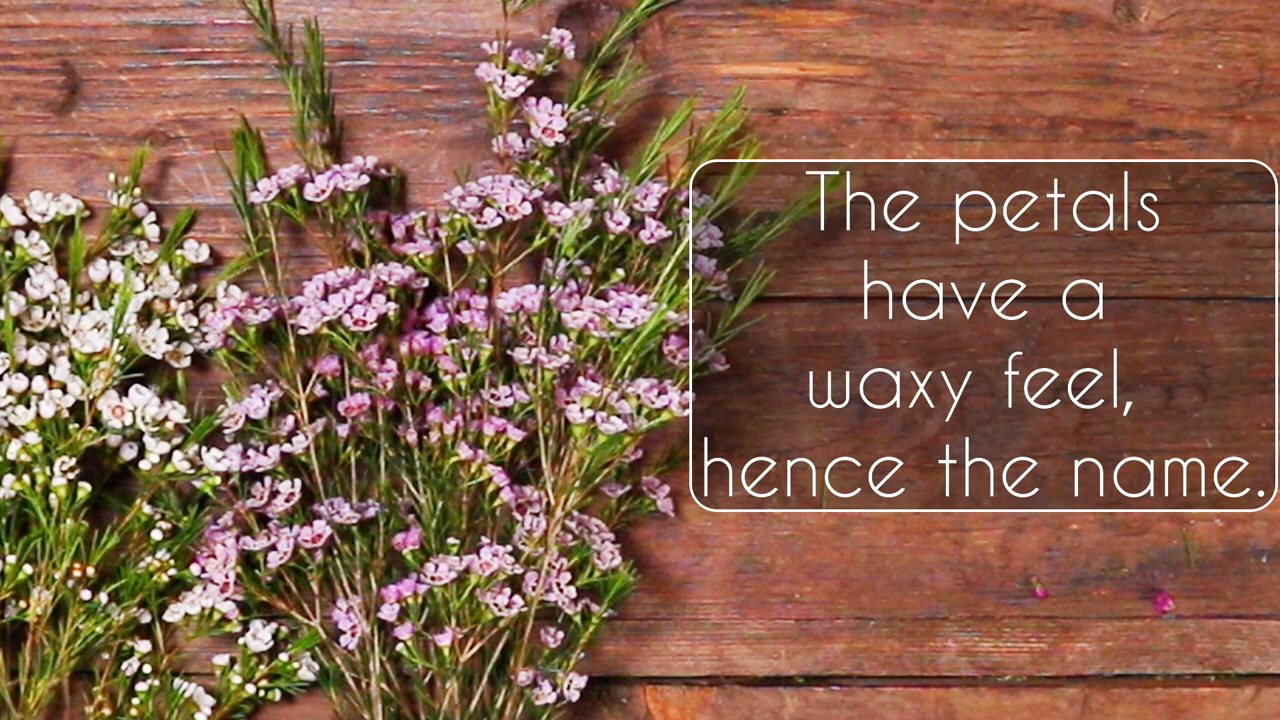 The petals
have a
waxy feel,
hence the name.